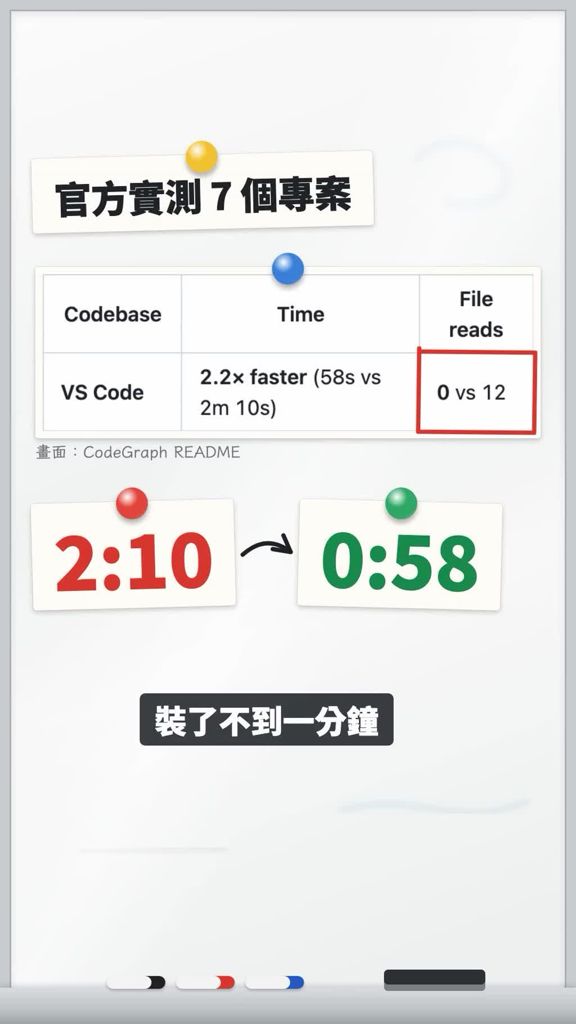 官方實測 7 個專案
Codebase
Time
File
reads
VS Code
2.2× faster (58s vs
2m 10s)
0 vs 12
畫面：CodeGraph README
2:10
0:58
裝了不到一分鐘